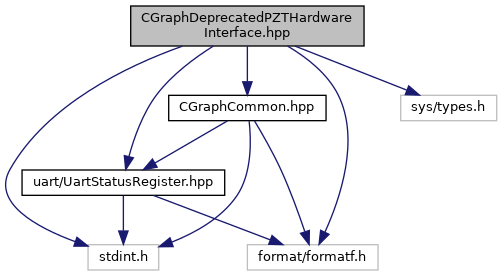 CGraphDeprecatedPZTHardware
Interface.hpp
CGraphCommon.hpp
sys/types.h
uart/UartStatusRegister.hpp
stdint.h
format/formatf.h